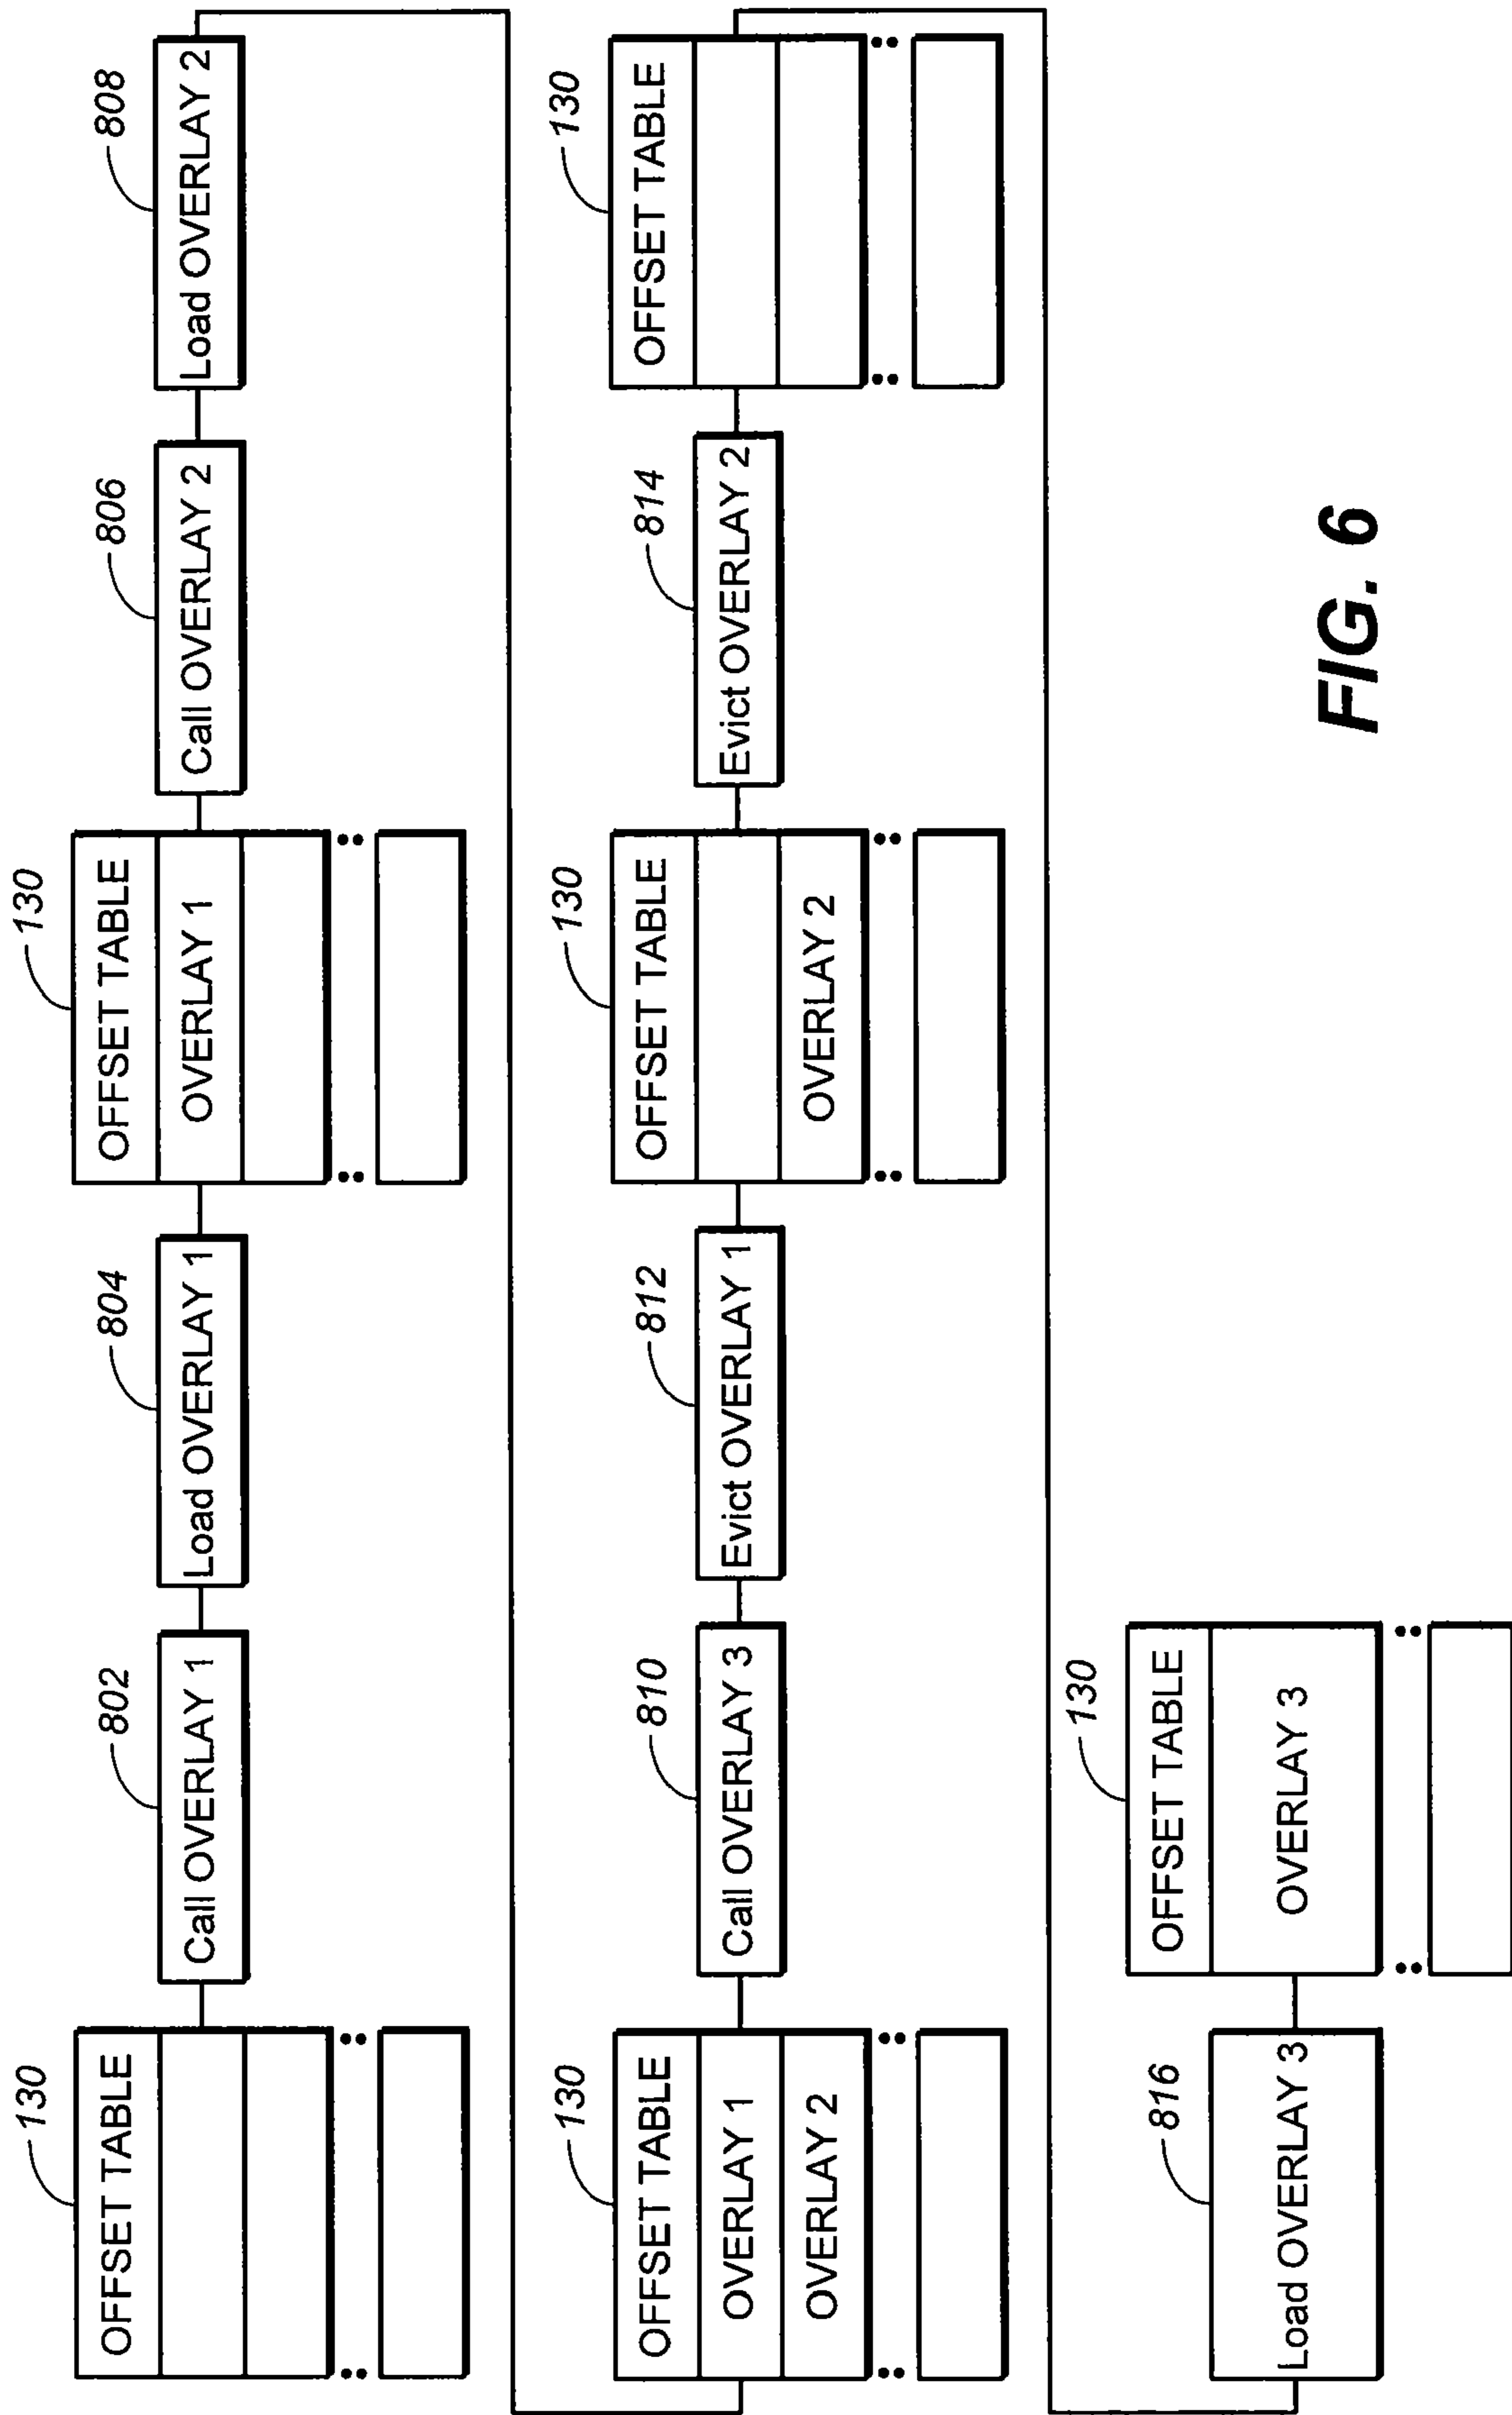 130
802
804
130
806
808
OFFSET TABLE
Call OVERLAY 1
Load OVERLAY 1
OFFSET TABLE
OVERLAY 1
Call OVERLAY 2
Load OVERLAY 2
130
810
812
130
814
130
OFFSET TABLE
OVERLAY 1
OVERLAY 2
Call OVERLAY 3
Evict OVERLAY 1
OFFSET TABLE
OVERLAY 2
Evict OVERLAY 2
OFFSET TABLE
816
130
Load OVERLAY 3
OFFSET TABLE
OVERLAY 3
FIG. 6